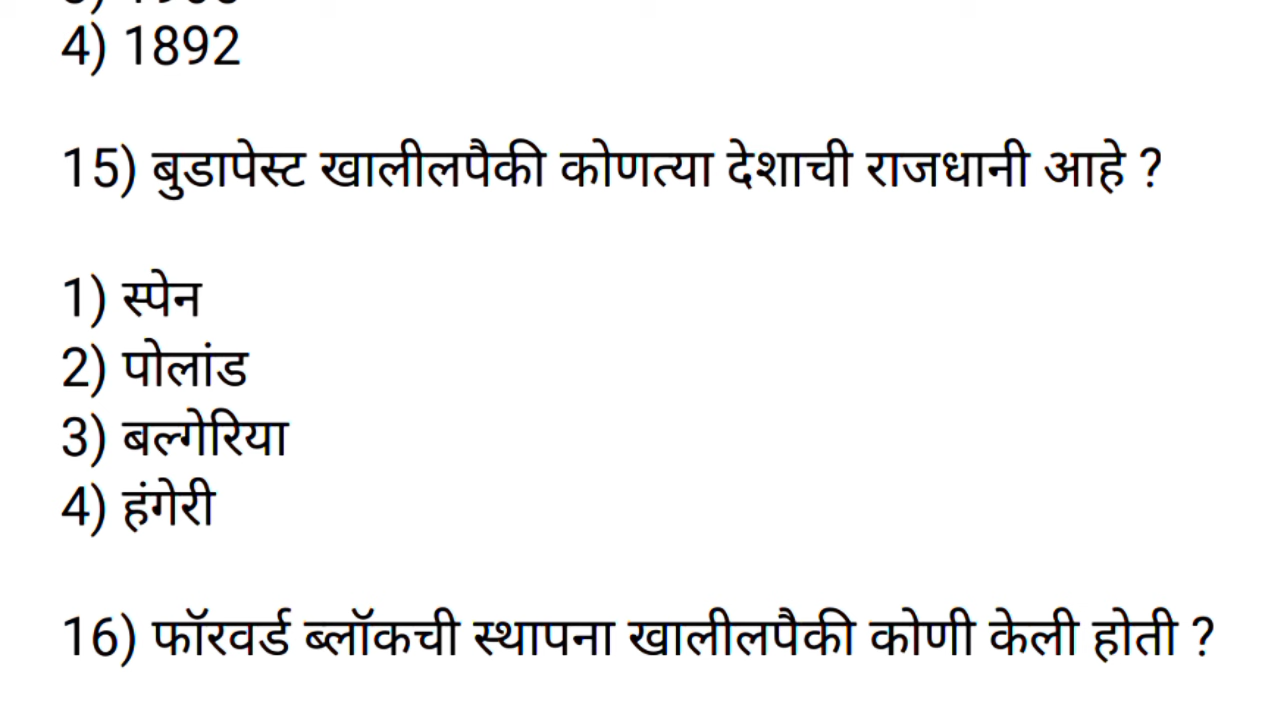 4) 1892
15) बुडापेस्ट खालीलपैकी कोणत्या देशाची राजधानी आहे ?
1) स्पेन
2) पोलांड
3) बल्गेरिया
4) हंगेरी
16) फॉरवर्ड ब्लॉकची स्थापना खालीलपैकी कोणी केली होती ?